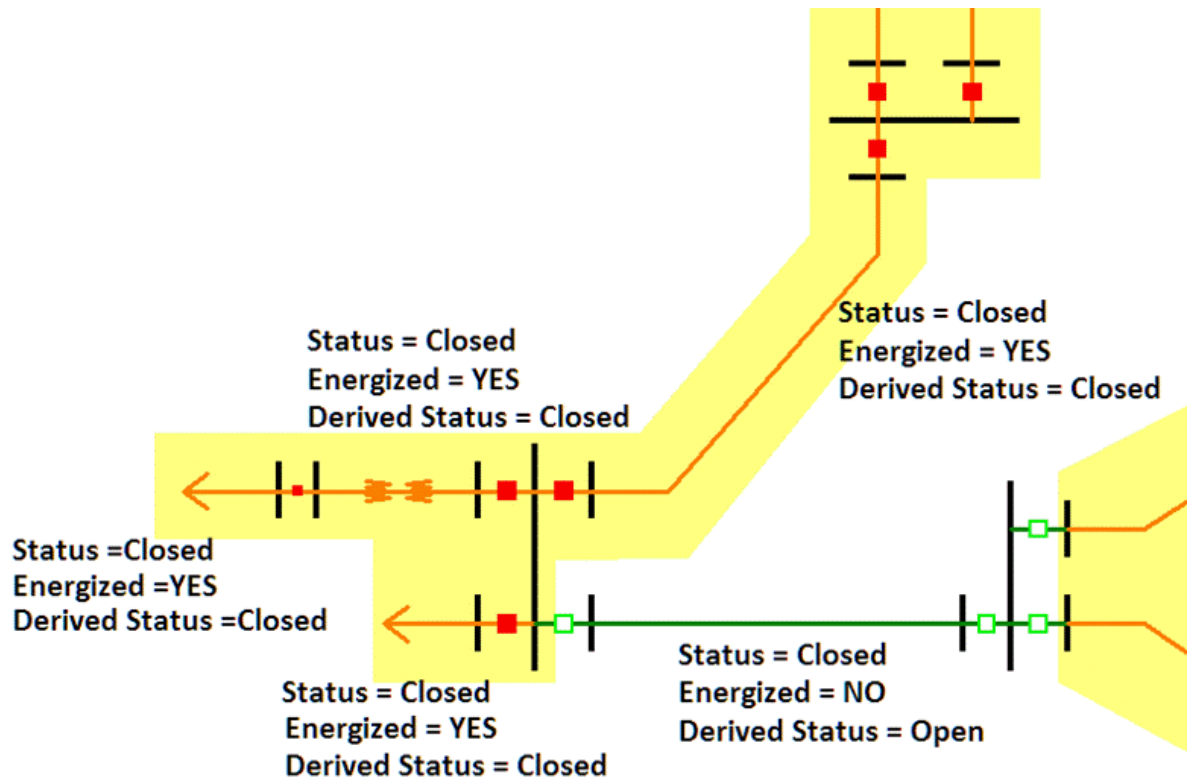 Status = Closed
Energized = YES
Derived Status = Closed
Status = Closed
Energized = YES
Derived Status = Closed
Status =Closed
Energized =YES
Derived Status =Closed
Status = Closed
Energized = NO
Derived Status = Open
Status = Closed
Energized = YES
Derived Status = Closed